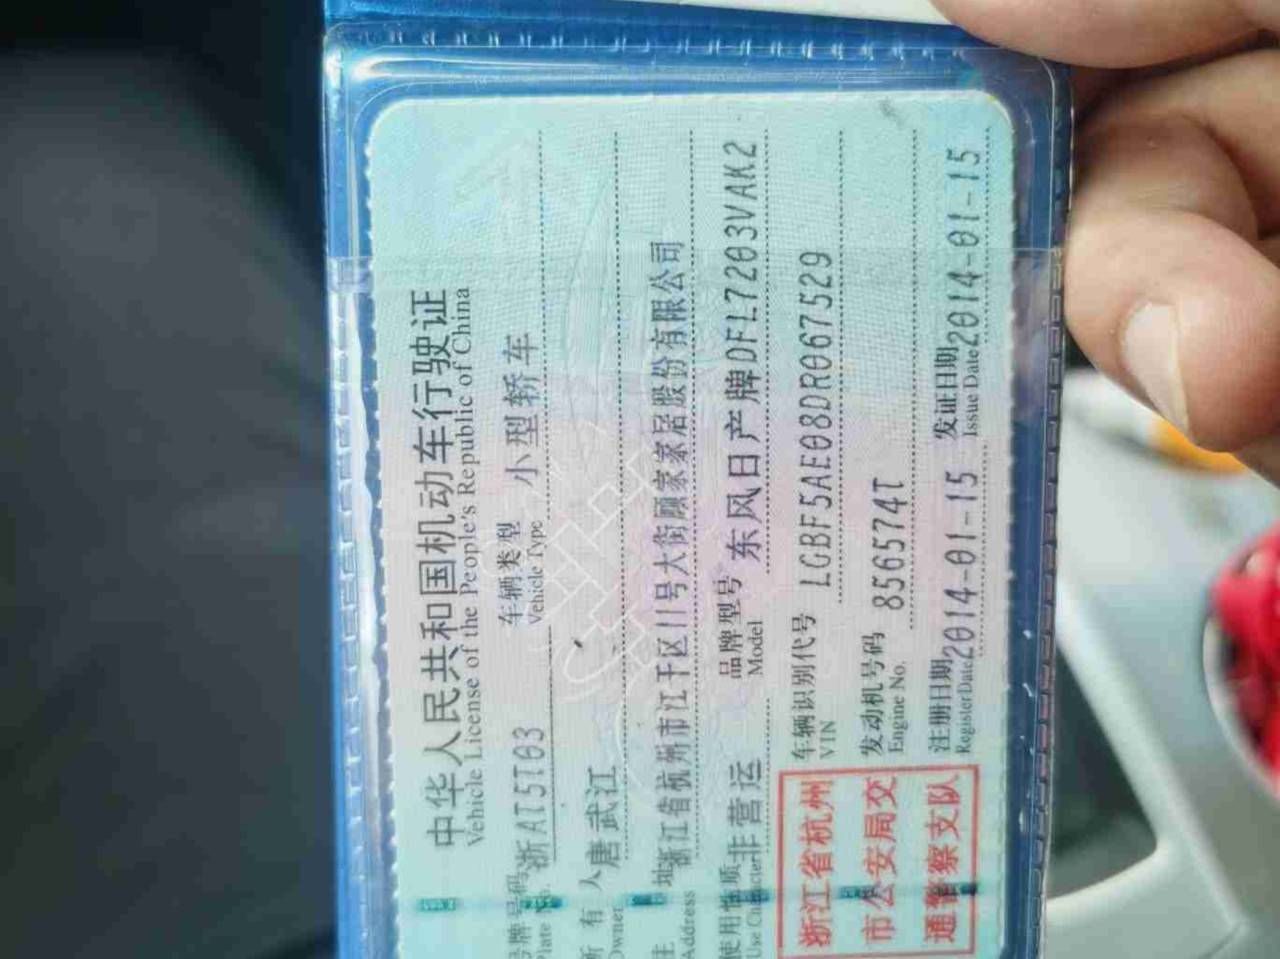 中华人民共和国机动车行驶证
Vehicle License of the People's Republic of China
号牌号码 浙AT5T03 车辆类型 小型轿车
Plate No. Vehicle Type
所有人 唐武江
Owner
住址 浙江省杭州市江干区11号大街顾家家居股份有限公司
Address
使用性质 非营运 品牌型号 东风日产牌DFL7203VAK2
Use Character Model
浙江省杭州
市公安局交
通警察支队
车辆识别代号 LGBF5AE08DR067529
VIN
发动机号码 856574T
Engine No.
注册日期 2014-01-15 发证日期 2014-01-15
Register Date Issue Date